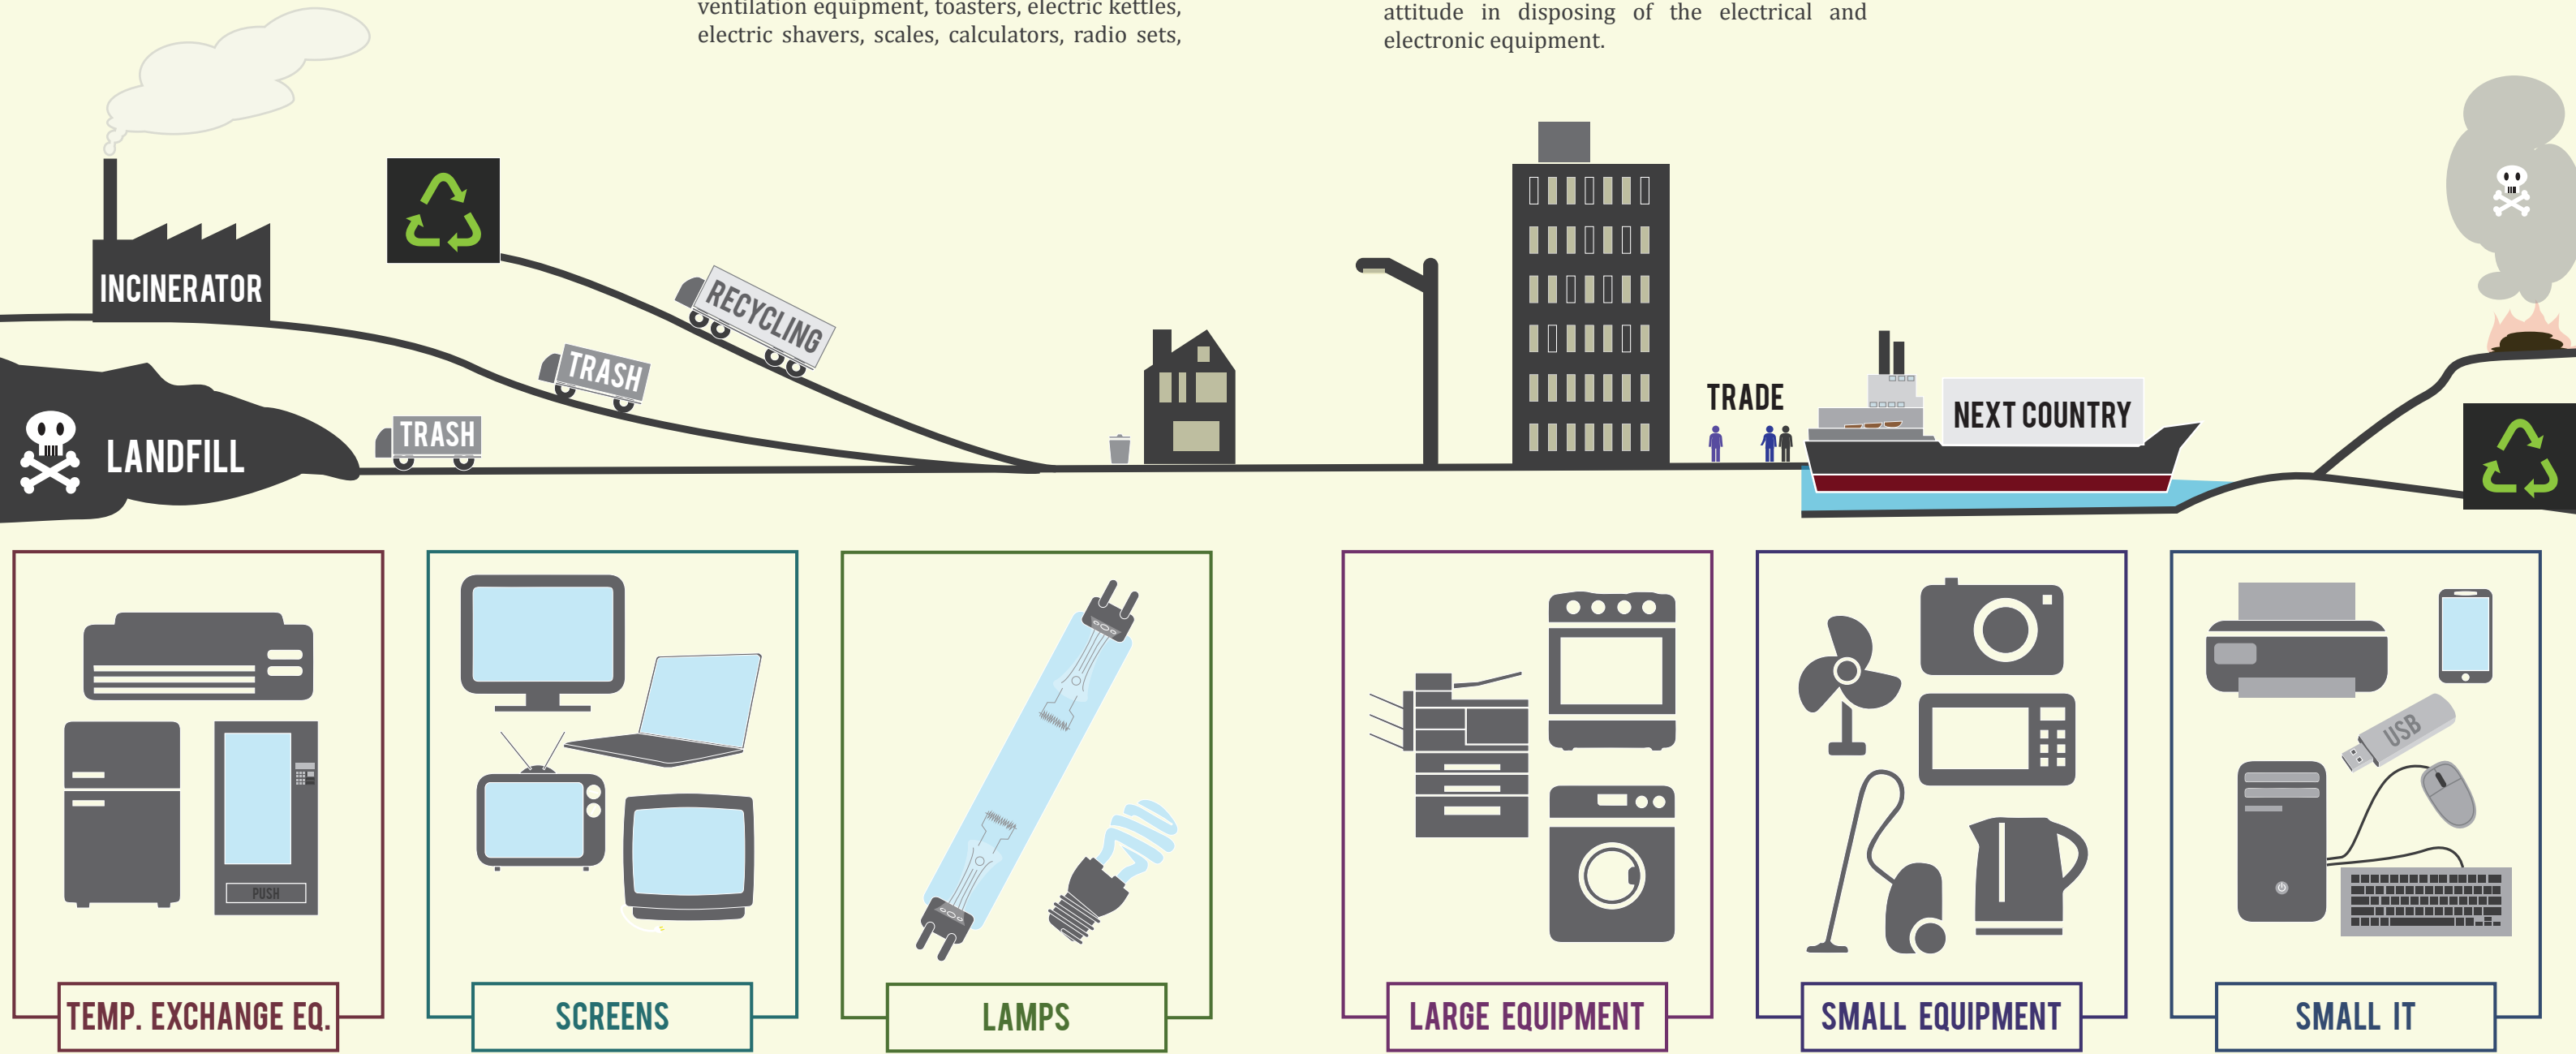 ventilation equipment, toasters, electric kettles,
electric shavers, scales, calculators, radio sets,
attitude in disposing of the electrical and
electronic equipment.
INCINERATOR
RECYCLING
TRASH
TRASH
LANDFILL
TRADE
NEXT COUNTRY
PUSH
USB
TEMP. EXCHANGE EQ.
SCREENS
LAMPS
LARGE EQUIPMENT
SMALL EQUIPMENT
SMALL IT